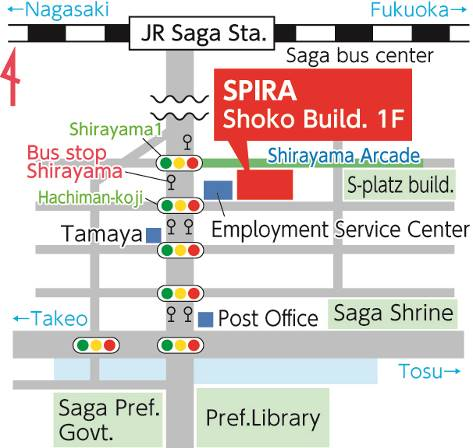 ←Nagasaki
Fukuoka→
JR Saga Sta.
Saga bus center
SPIRA
Shoko Build. 1F
Shirayama1
Bus stop
Shirayama
Shirayama Arcade
S-platz build.
Hachiman-koji
Tamaya
Employment Service Center
←Takeo
Post Office
Saga Shrine
Tosu→
Saga Pref.
Govt.
Pref.Library